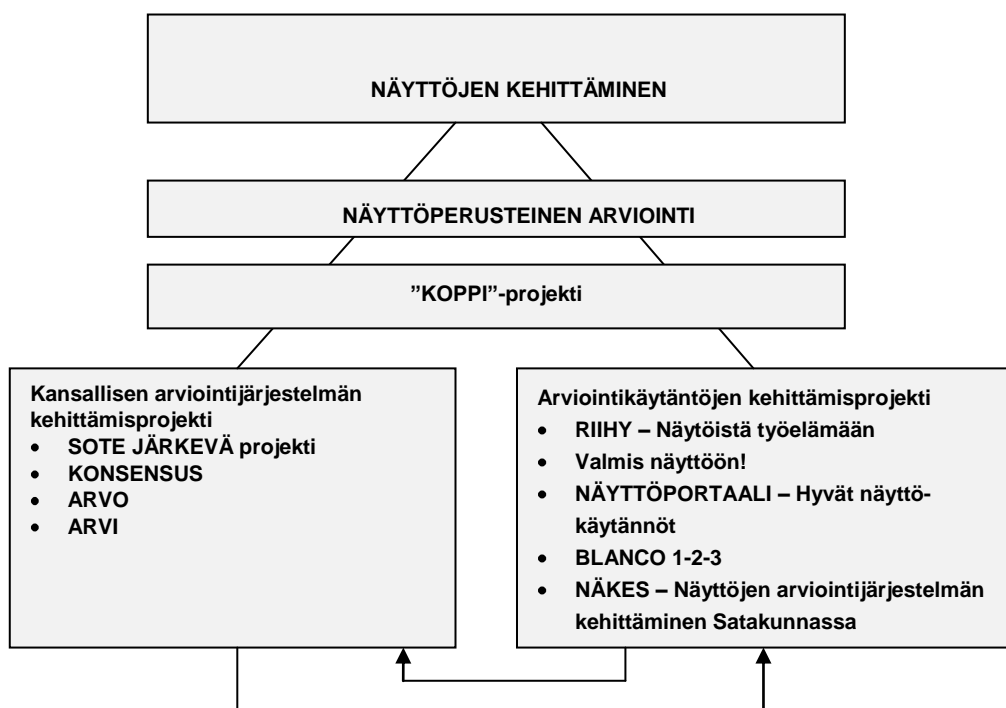 NÄYTTÖJEN KEHITTÄMINEN
NÄYTTÖPERUSTEINEN ARVIOINTI
”KOPPI”-projekti
Kansallisen arviointijärjestelmän
kehittämisprojekti
• SOTE JÄRKEVÄ projekti
• KONSENSUS
• ARVO
• ARVI
Arviointikäytäntöjen kehittämisprojekti
• RIIHY – Näytöistä työelämään
• Valmis näyttöön!
• NÄYTTÖPORTAALI – Hyvät näyttö-
käytännöt
• BLANCO 1-2-3
• NÄKES – Näyttöjen arviointijärjestelmän
kehittäminen Satakunnassa